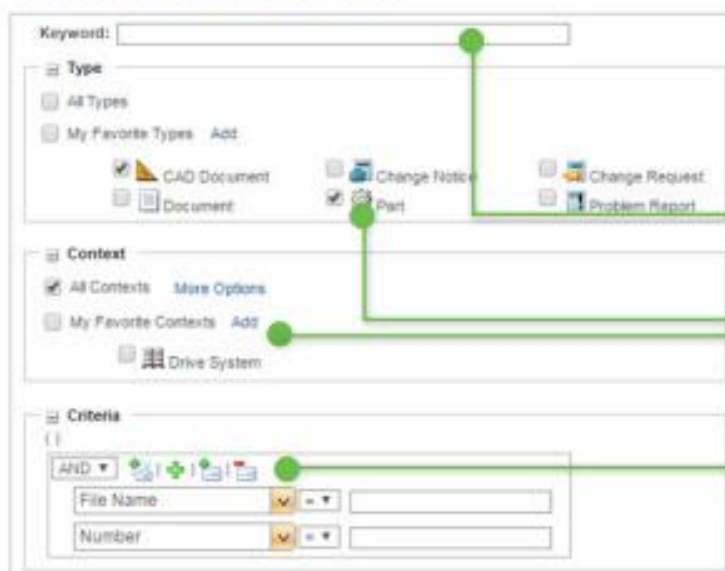 Keyword:
Type
All Types
My Favorite Types Add
CAD Document Change Notice Change Request
Document Part Problem Report
Context
All Contexts More Options
My Favorite Contexts Add
Drive System
Criteria
( )
AND
File Name =
Number =